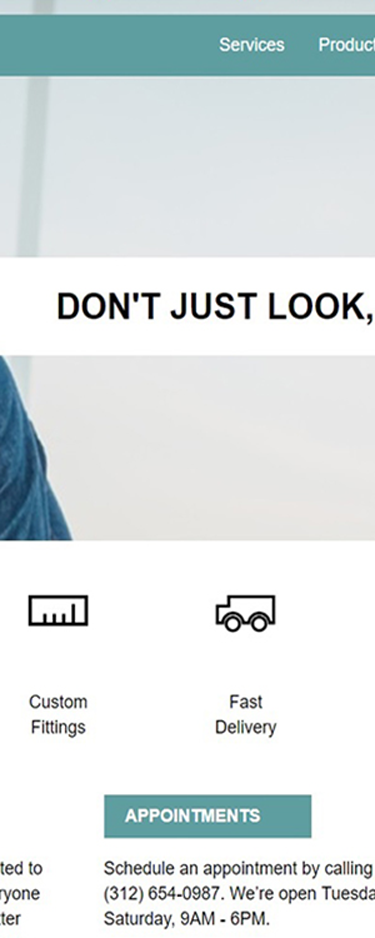 Services Product
DON'T JUST LOOK,
Custom
Fittings
Fast
Delivery
APPOINTMENTS
ted to
ryone
ter
Schedule an appointment by calling
(312) 654-0987. We're open Tuesda
Saturday, 9AM - 6PM.